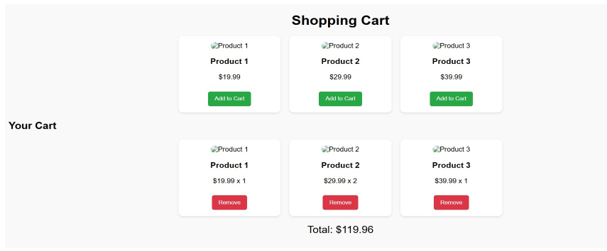 Shopping Cart
Product 1 Product 2 Product 3
Product 1 Product 2 Product 3
$19.99 $29.99 $39.99
Add to Cart Add to Cart Add to Cart
Your Cart
Product 1 Product 2 Product 3
Product 1 Product 2 Product 3
$19.99 x 1 $29.99 x 2 $39.99 x 1
Remove Remove Remove
Total: $119.96